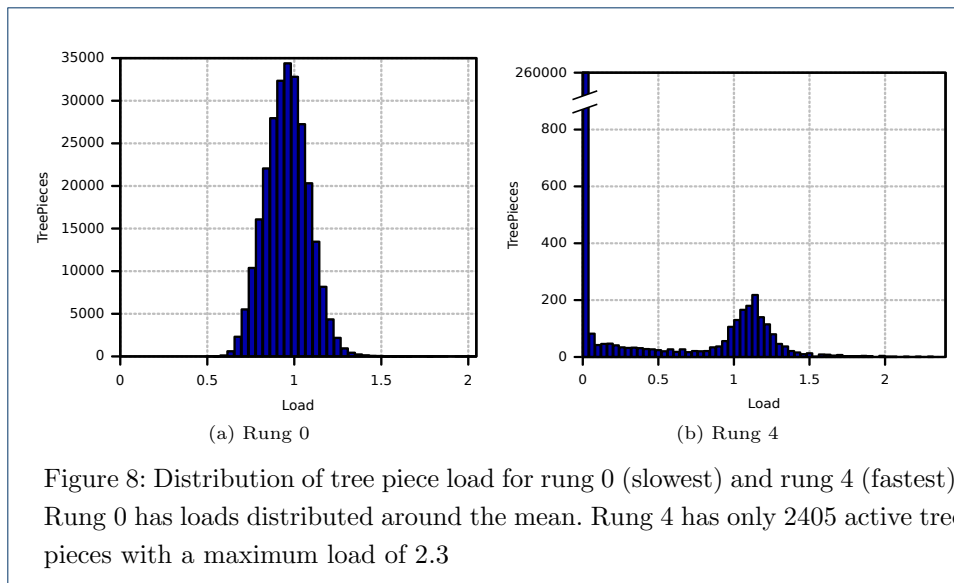 35000
30000
25000
20000
15000
10000
5000
0
TreePieces
0 0.5 1 1.5 2
Load
(a) Rung 0
260000
800
600
400
200
0
TreePieces
0 0.5 1 1.5 2
Load
(b) Rung 4
Figure 8: Distribution of tree piece load for rung 0 (slowest) and rung 4 (fastest)
Rung 0 has loads distributed around the mean. Rung 4 has only 2405 active tree
pieces with a maximum load of 2.3